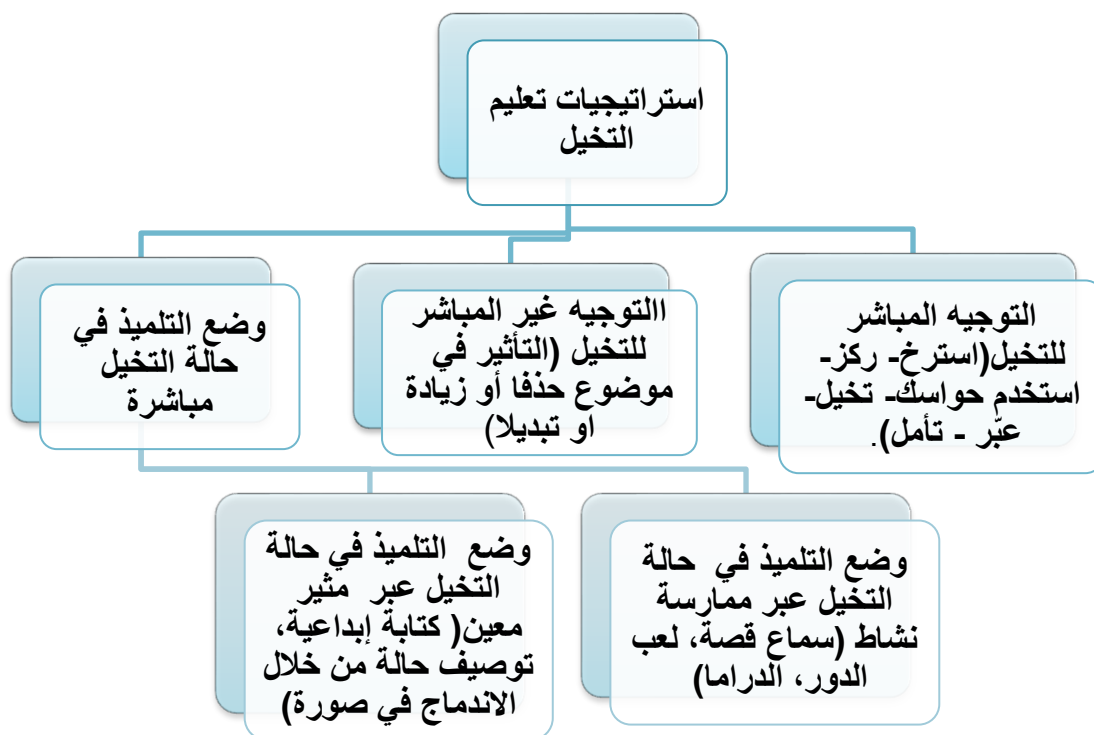 استراتيجيات تعليم
التخيل
التوجيه المباشر
للتخيل(استرخ- ركز-
استخدم حواسك- تخيل-
عبّر - تأمل).
االتوجيه غير المباشر
للتخيل (التأثير في
موضوع حذفا أو زيادة
او تبديلا)
وضع التلميذ في
حالة التخيل
مباشرة
وضع التلميذ في حالة
التخيل عبر ممارسة
نشاط (سماع قصة، لعب
الدور، الدراما)
وضع التلميذ في حالة
التخيل عبر مثير
معين( كتابة إبداعية،
توصيف حالة من خلال
الاندماج في صورة)